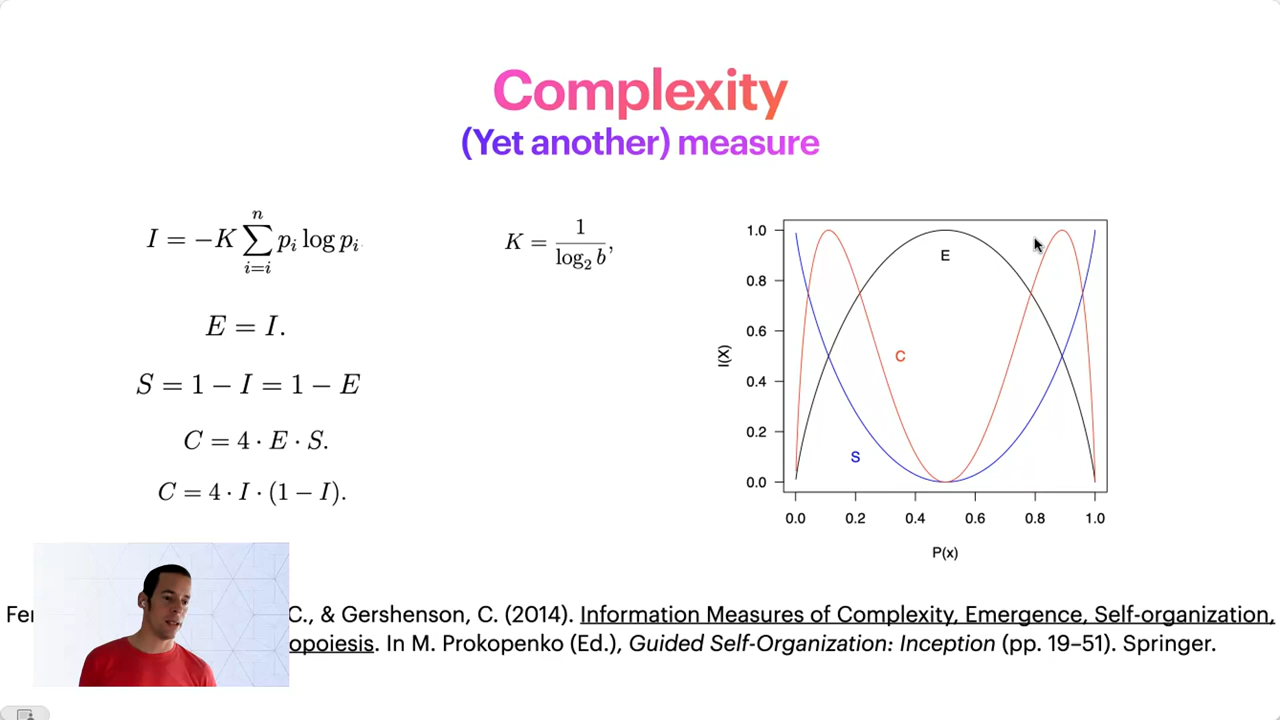 Complexity
(Yet another) measure
I = −K ∑_{i=i}^{n} p_i log p_i
K = 1 / log_2 b,
E = I.
S = 1 − I = 1 − E
C = 4 · E · S.
C = 4 · I · (1 − I).
I(X)
1.0
0.8
0.6
0.4
0.2
0.0
E
C
S
0.0 0.2 0.4 0.6 0.8 1.0
P(x)
C., & Gershenson, C. (2014). Information Measures of Complexity, Emergence, Self-organization,
In M. Prokopenko (Ed.), Guided Self-Organization: Inception (pp. 19–51). Springer.